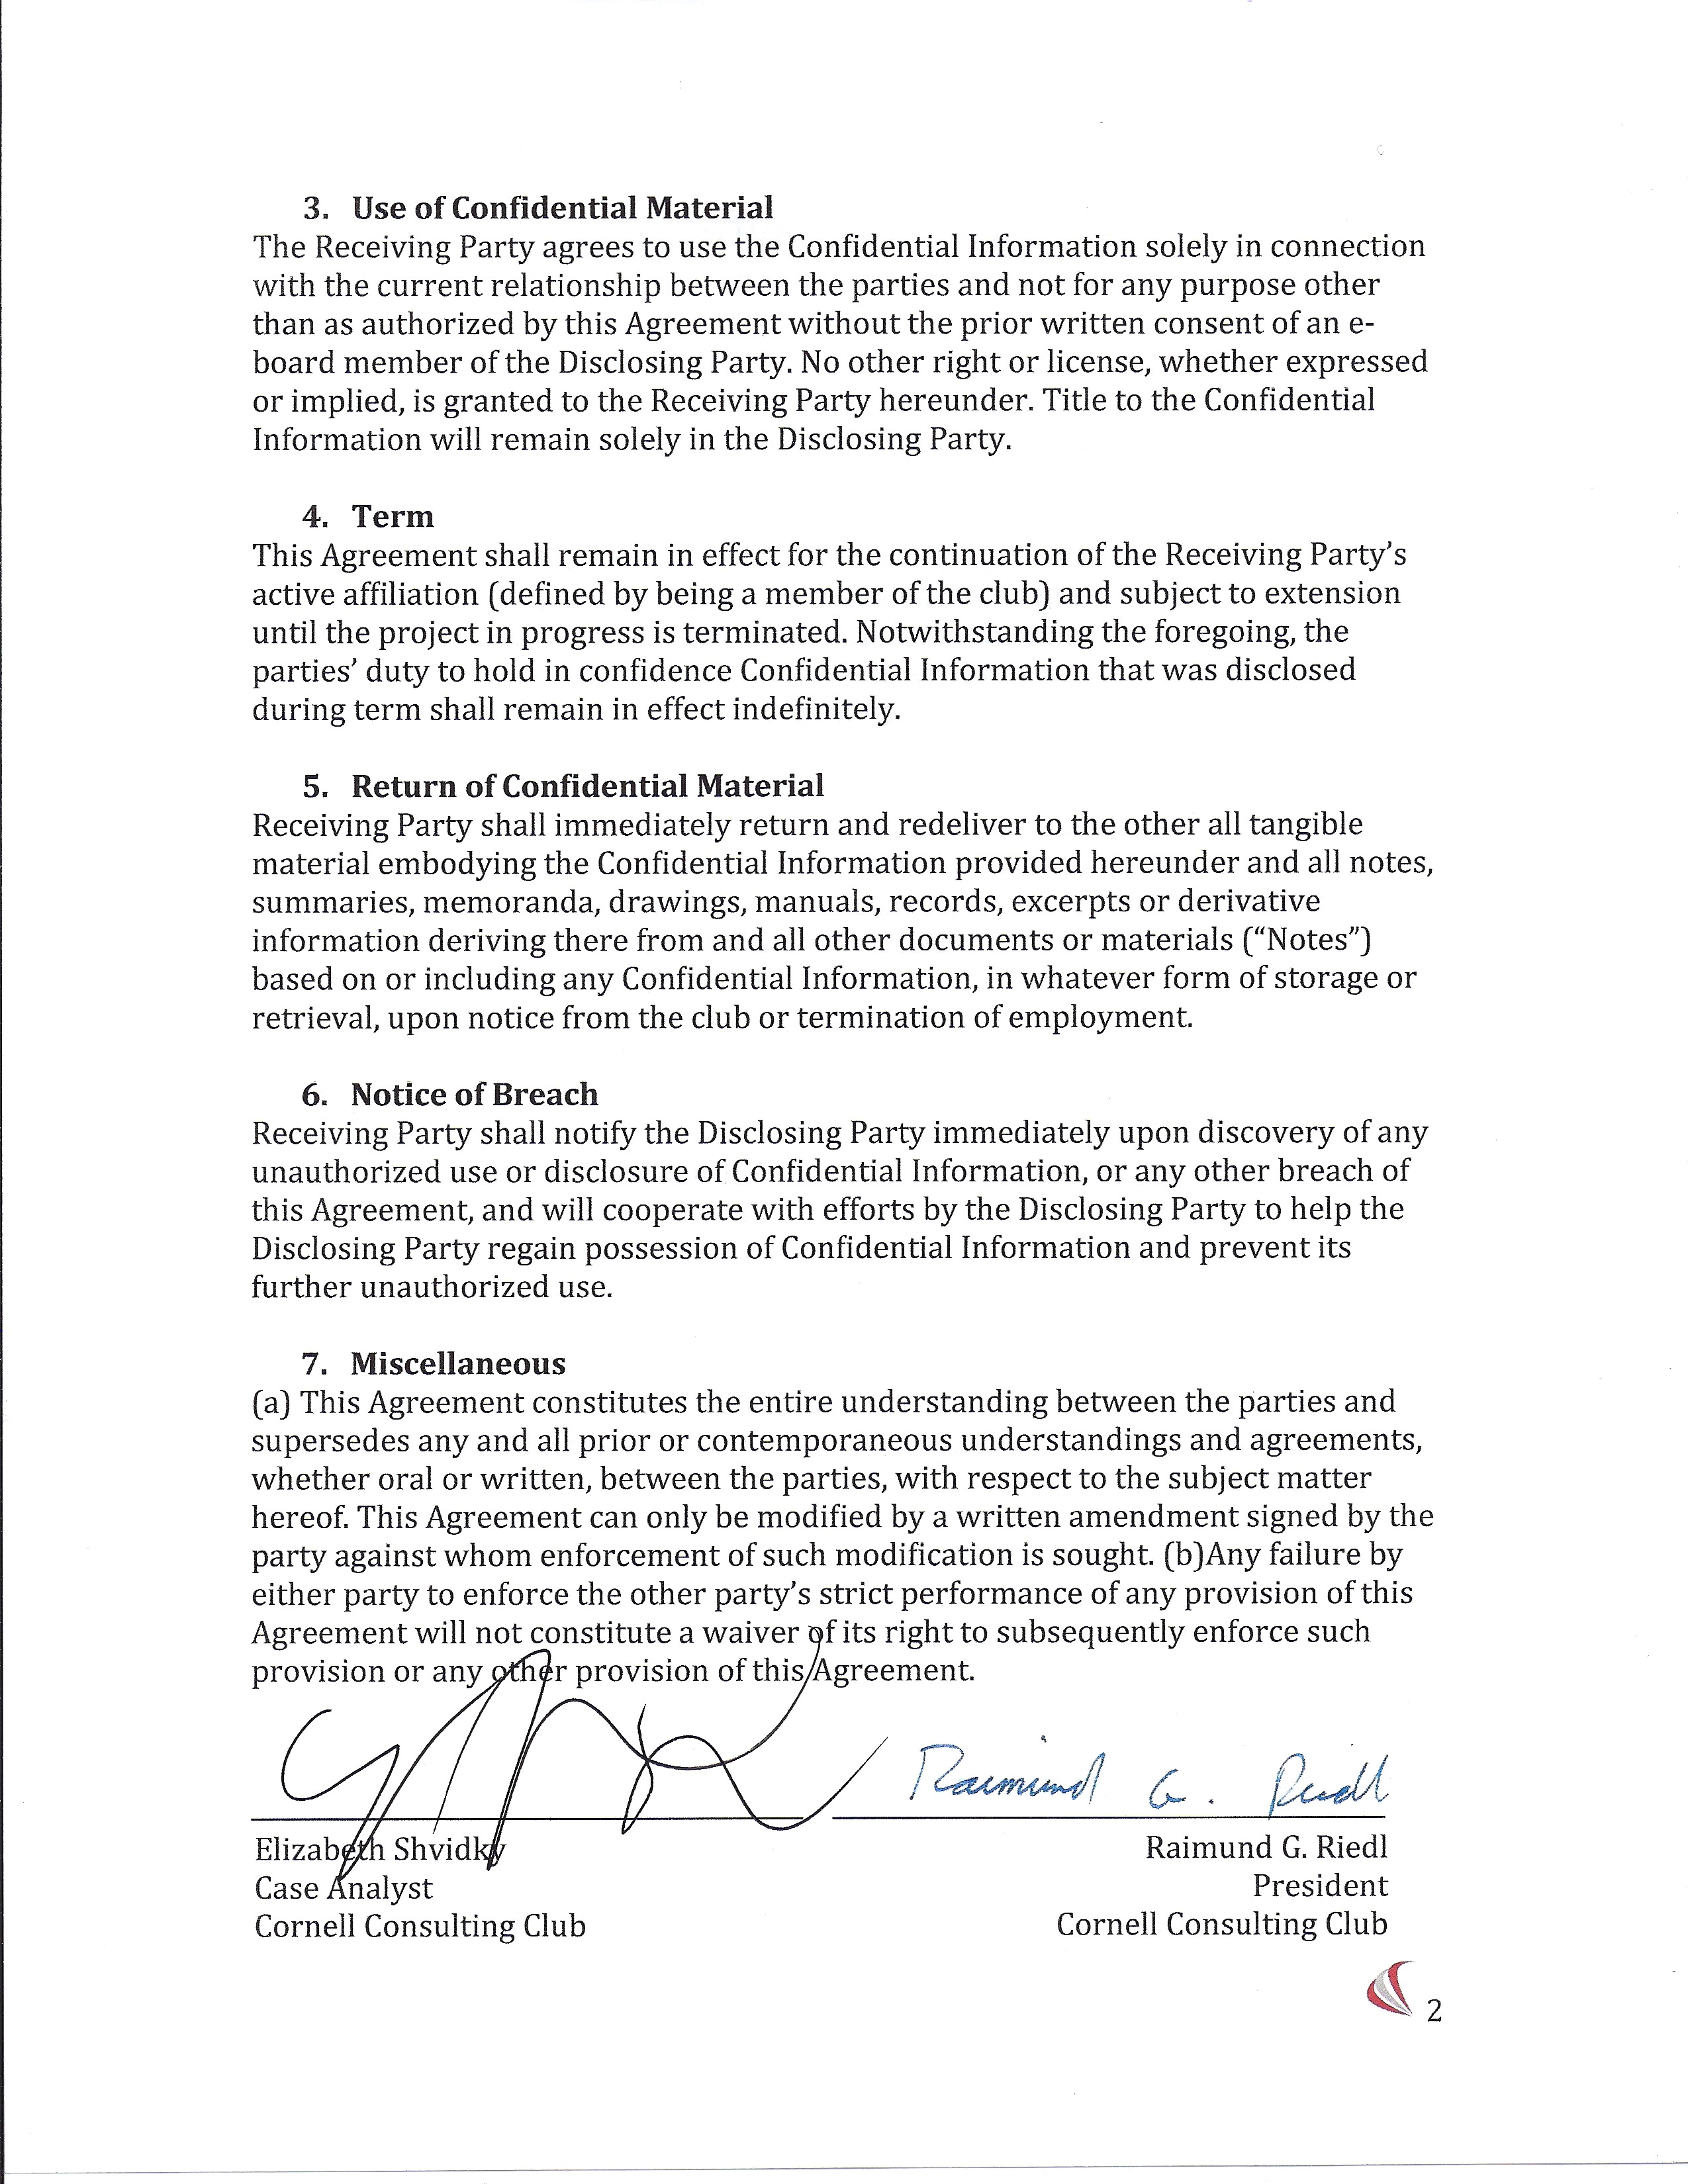 3. Use of Confidential Material
The Receiving Party agrees to use the Confidential Information solely in connection
with the current relationship between the parties and not for any purpose other
than as authorized by this Agreement without the prior written consent of an e-
board member of the Disclosing Party. No other right or license, whether expressed
or implied, is granted to the Receiving Party hereunder. Title to the Confidential
Information will remain solely in the Disclosing Party.
4. Term
This Agreement shall remain in effect for the continuation of the Receiving Party's
active affiliation (defined by being a member of the club) and subject to extension
until the project in progress is terminated. Notwithstanding the foregoing, the
parties' duty to hold in confidence Confidential Information that was disclosed
during term shall remain in effect indefinitely.
5. Return of Confidential Material
Receiving Party shall immediately return and redeliver to the other all tangible
material embodying the Confidential Information provided hereunder and all notes,
summaries, memoranda, drawings, manuals, records, excerpts or derivative
information deriving there from and all other documents or materials ("Notes")
based on or including any Confidential Information, in whatever form of storage or
retrieval, upon notice from the club or termination of employment.
6. Notice of Breach
Receiving Party shall notify the Disclosing Party immediately upon discovery of any
unauthorized use or disclosure of Confidential Information, or any other breach of
this Agreement, and will cooperate with efforts by the Disclosing Party to help the
Disclosing Party regain possession of Confidential Information and prevent its
further unauthorized use.
7. Miscellaneous
(a) This Agreement constitutes the entire understanding between the parties and
supersedes any and all prior or contemporaneous understandings and agreements,
whether oral or written, between the parties, with respect to the subject matter
hereof. This Agreement can only be modified by a written amendment signed by the
party against whom enforcement of such modification is sought. (b)Any failure by
either party to enforce the other party's strict performance of any provision of this
Agreement will not constitute a waiver of its right to subsequently enforce such
provision or any other provision of this Agreement.
Raimund G. Riedl
Elizabeth Shvidky
Case Analyst
Cornell Consulting Club
Raimund G. Riedl
President
Cornell Consulting Club
2